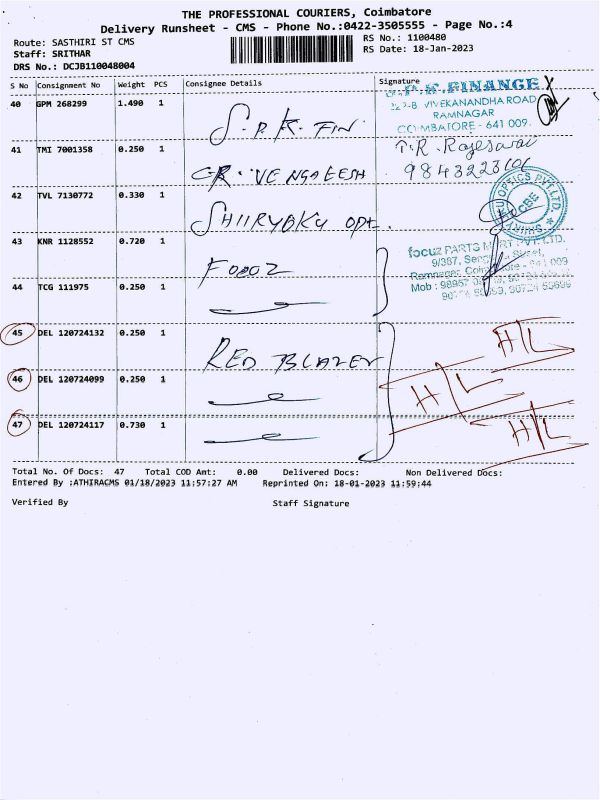 THE PROFESSIONAL COURIERS, Coimbatore
Delivery Runsheet - CMS - Phone No.:0422-3505555 - Page No.:4
Route: SASTHIRI ST CMS
RS No.: 1100480
Staff: SRITHAR
RS Date: 18-Jan-2023
DRS No.: DCJB110048004
S No Consignment No Weight PCS Consignee Details Signature
40 GPM 268299 1.490 1 S.R.K. FIN
FINANCE
VIVEKANANDHA ROAD
RAMNAGAR
COIMBATORE - 641 009.
41 TMI 7001358 0.250 1
T.R. Rajeswari
42 TVL 7130772 0.330 1 SHIIRYOKU OPT.
OPTICS PVT. LTD.
CBE
43 KNR 1128552 0.720 1
focuz PARTS MART PVT. LTD.
44 TCG 111975 0.250 1
45 DEL 120724132 0.250 1 RED BLAZER H/L
46 DEL 120724099 0.250 1 H/L
47 DEL 120724117 0.730 1 H/L
Total No. Of Docs: 47 Total COD Amt: 0.00 Delivered Docs: Non Delivered Docs:
Entered By :ATHIRACMS 01/18/2023 11:57:27 AM Reprinted On: 18-01-2023 11:59:44
Verified By Staff Signature